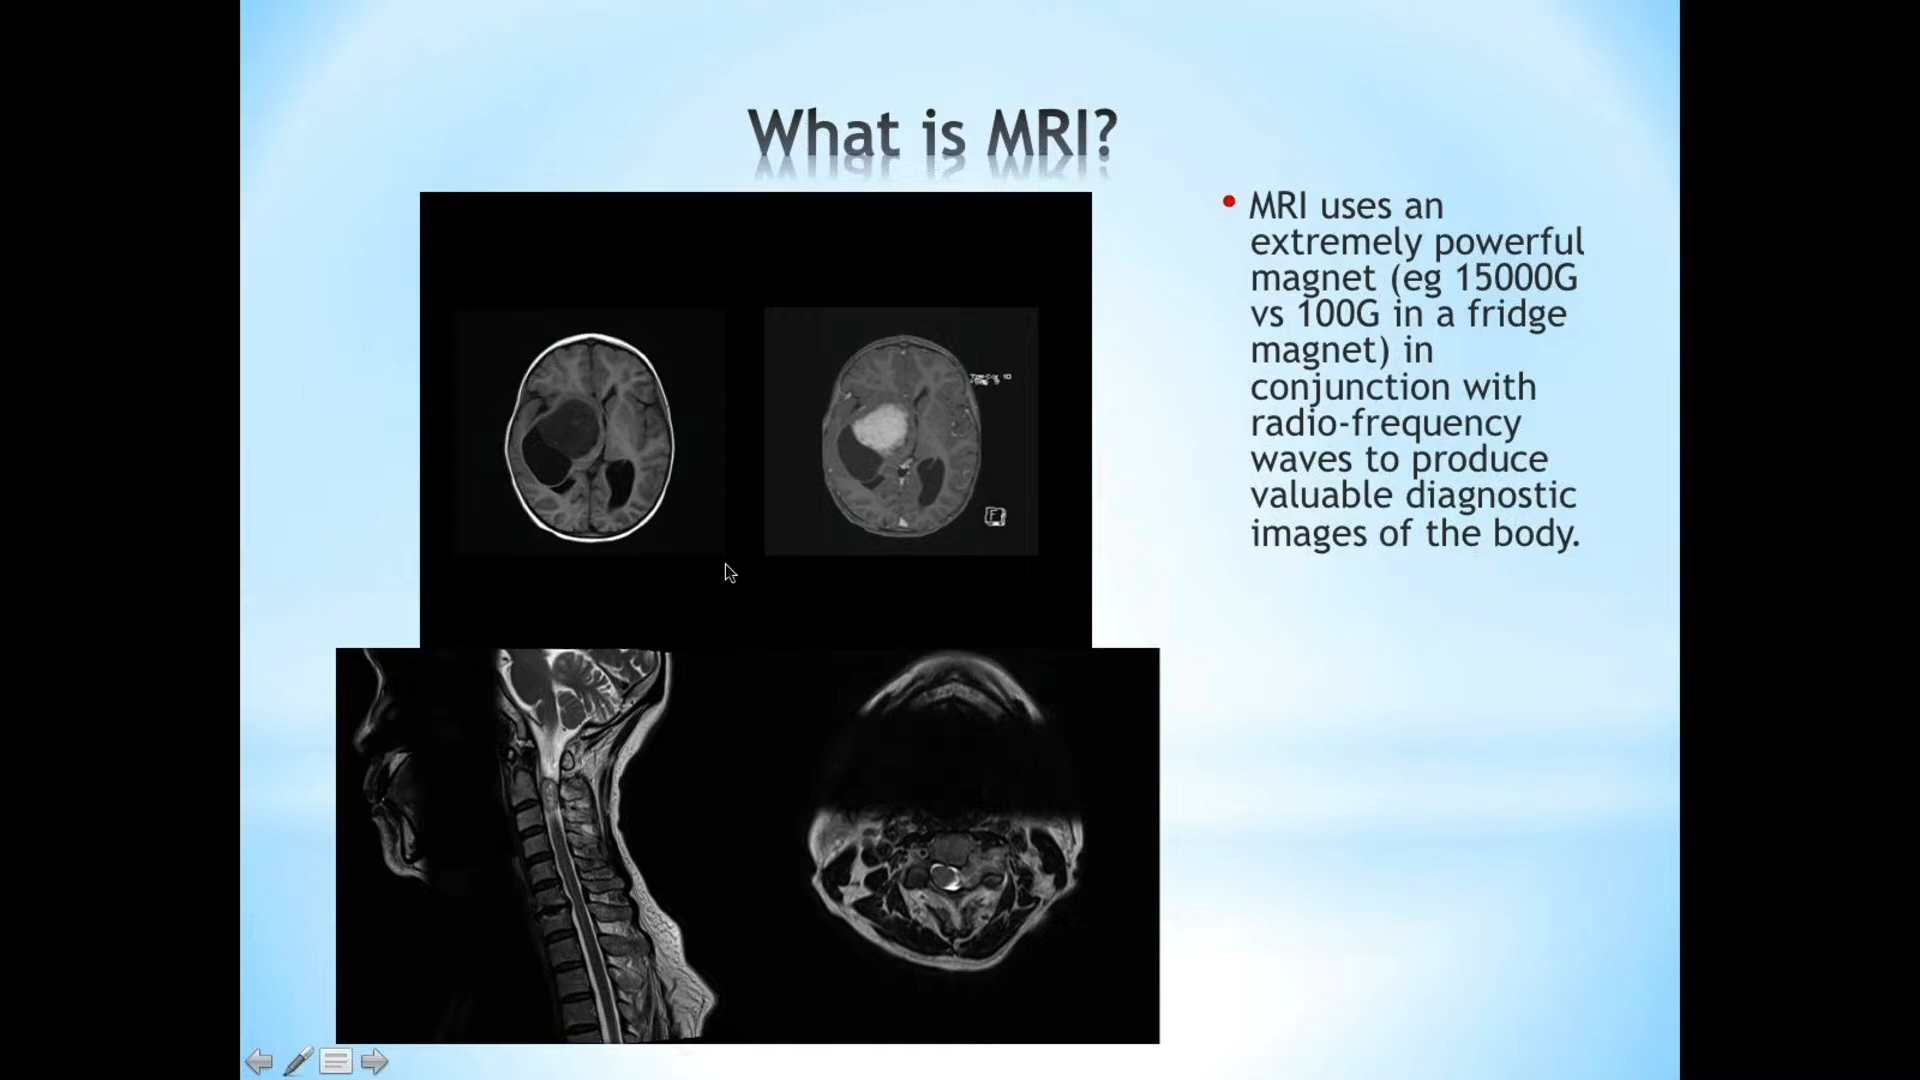 What is MRI?
MRI uses an
extremely powerful
magnet (eg 15000G
vs 100G in a fridge
magnet) in
conjunction with
radio-frequency
waves to produce
valuable diagnostic
images of the body.
F